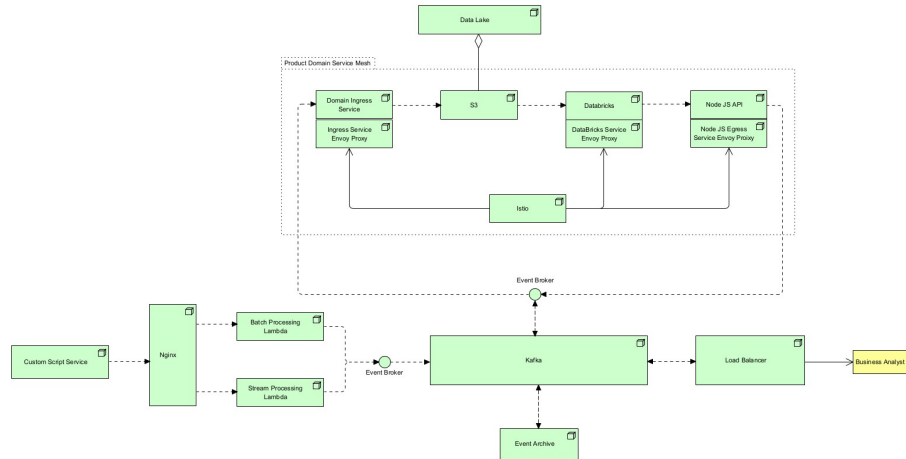 Data Lake
Product Domain Service Mesh
Domain Ingress
Service
S3
Databricks
Node JS API
Ingress Service
Envoy Proxy
DataBricks Service
Envoy Proxy
Node JS Egress
Service Envoy Proixy
Istio
Event Broker
Batch Processing
Lambda
Custom Script Service
Nginx
Event Broker
Kafka
Load Balancer
Business Analyst
Stream Processing
Lambda
Event Archive